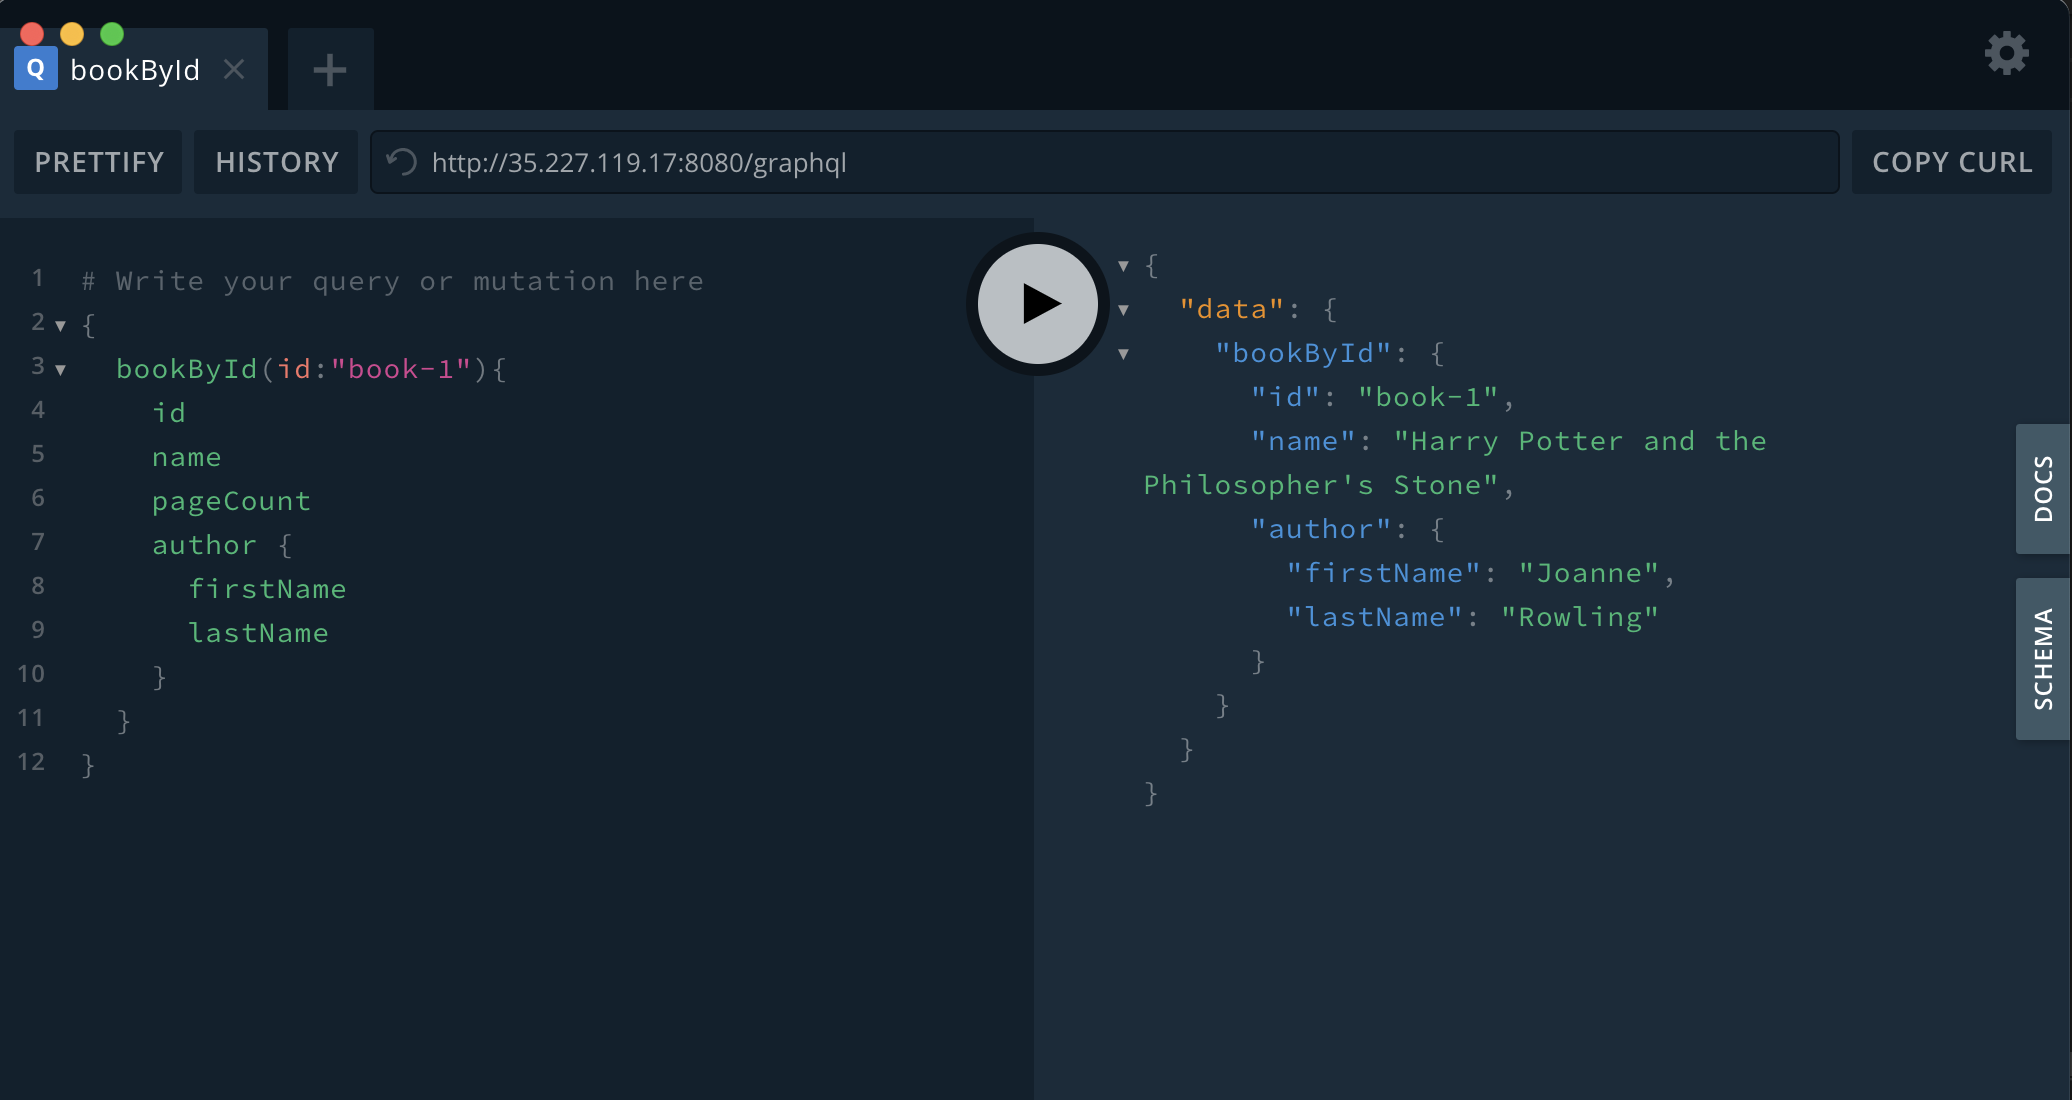 Q bookById
PRETTIFY HISTORY http://35.227.119.17:8080/graphql COPY CURL
1 # Write your query or mutation here
2 {
3 bookById(id:"book-1"){
4 id
5 name
6 pageCount
7 author {
8 firstName
9 lastName
10 }
11 }
12 }
{
"data": {
"bookById": {
"id": "book-1",
"name": "Harry Potter and the
Philosopher's Stone",
"author": {
"firstName": "Joanne",
"lastName": "Rowling"
}
}
}
}
DOCS
SCHEMA